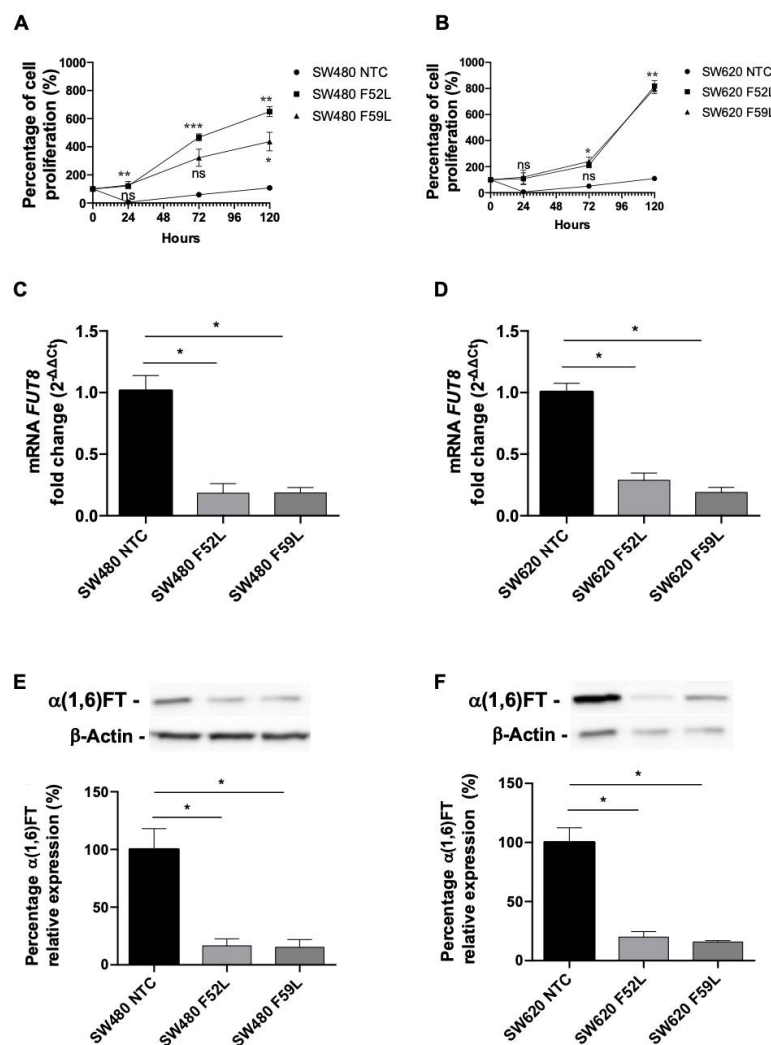 A
Percentage of cell
proliferation (%)
1000
800
600
400
200
0
**
ns
***
ns
**
*
0 24 48 72 96 120
Hours
SW480 NTC
SW480 F52L
SW480 F59L
B
Percentage of cell
proliferation (%)
1000
800
600
400
200
0
ns
*
ns
**
0 24 48 72 96 120
Hours
SW620 NTC
SW620 F52L
SW620 F59L
C
mRNA FUT8
fold change (2-ΔΔCt)
1.5
1.0
0.5
0.0
*
*
SW480 NTC
SW480 F52L
SW480 F59L
D
mRNA FUT8
fold change (2-ΔΔCt)
1.5
1.0
0.5
0.0
*
*
SW620 NTC
SW620 F52L
SW620 F59L
E
α(1,6)FT -
β-Actin -
Percentage α(1,6)FT
relative expression (%)
150
100
50
0
*
*
SW480 NTC
SW480 F52L
SW480 F59L
F
α(1,6)FT -
β-Actin -
Percentage α(1,6)FT
relative expression (%)
150
100
50
0
*
*
SW620 NTC
SW620 F52L
SW620 F59L